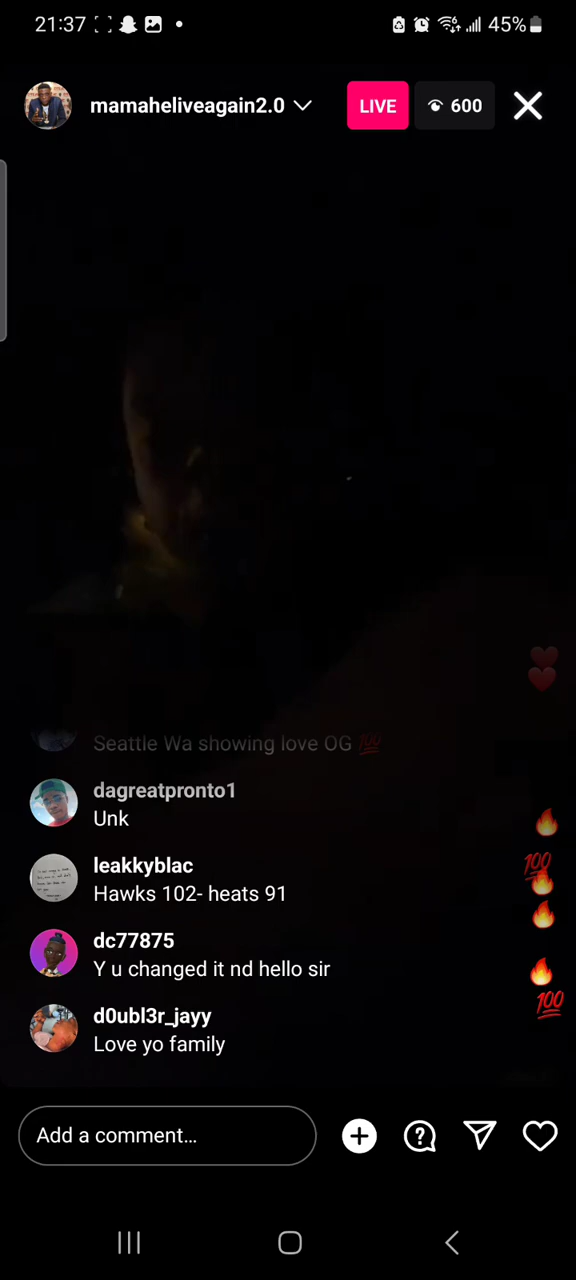 21:37
45%
mamaheliveagain2.0
LIVE
600
Seattle Wa showing love OG 💯
dagreatpronto1
Unk
leakkyblac
Hawks 102- heats 91
dc77875
Y u changed it nd hello sir
d0ubl3r_jayy
Love yo family
Add a comment...